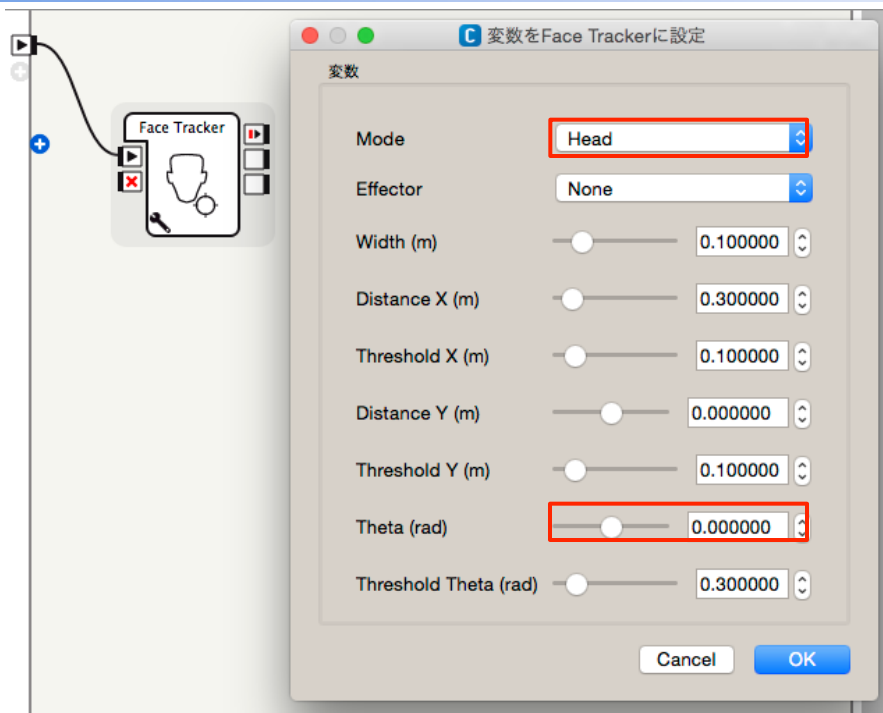 変数をFace Trackerに設定
変数
Face Tracker
Mode Head
Effector None
Width (m) 0.100000
Distance X (m) 0.300000
Threshold X (m) 0.100000
Distance Y (m) 0.000000
Threshold Y (m) 0.100000
Theta (rad) 0.000000
Threshold Theta (rad) 0.300000
Cancel OK